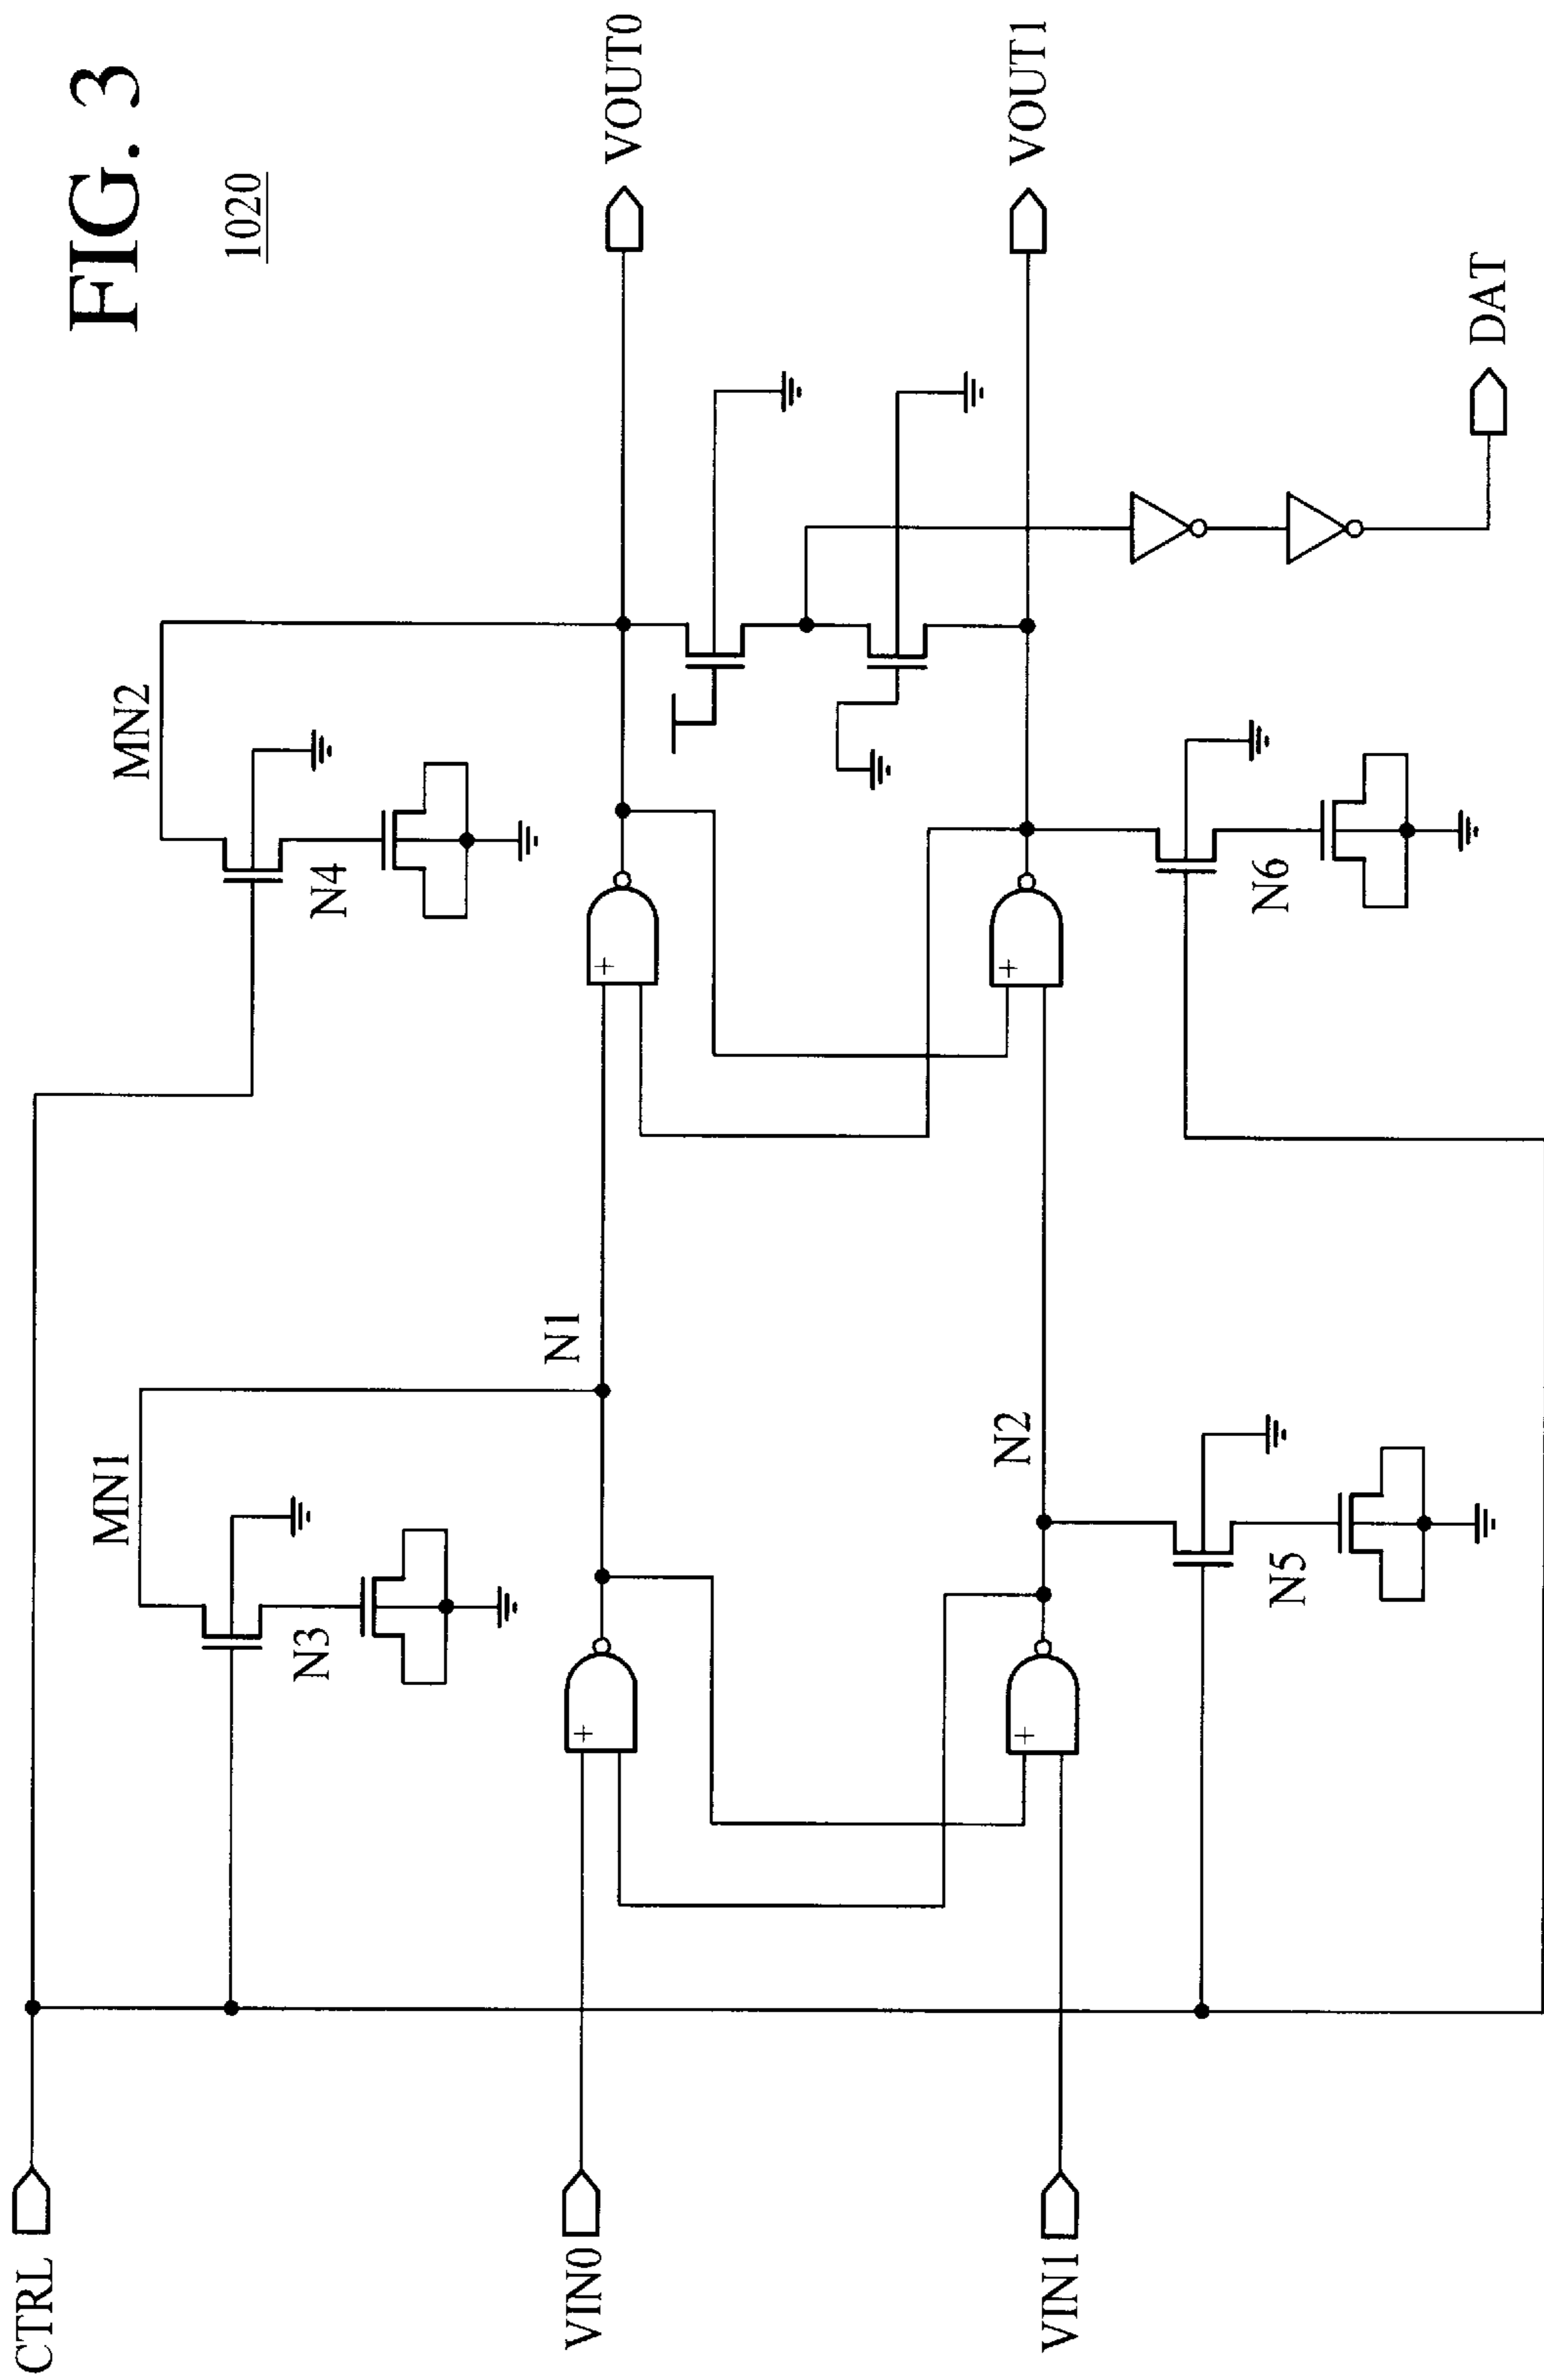 FIG. 3
1020
CTRL
VIN0
VIN1
MN1
N3
N1
N2
N5
MN2
N4
N6
+
+
+
+
VOUT0
VOUT1
DAT